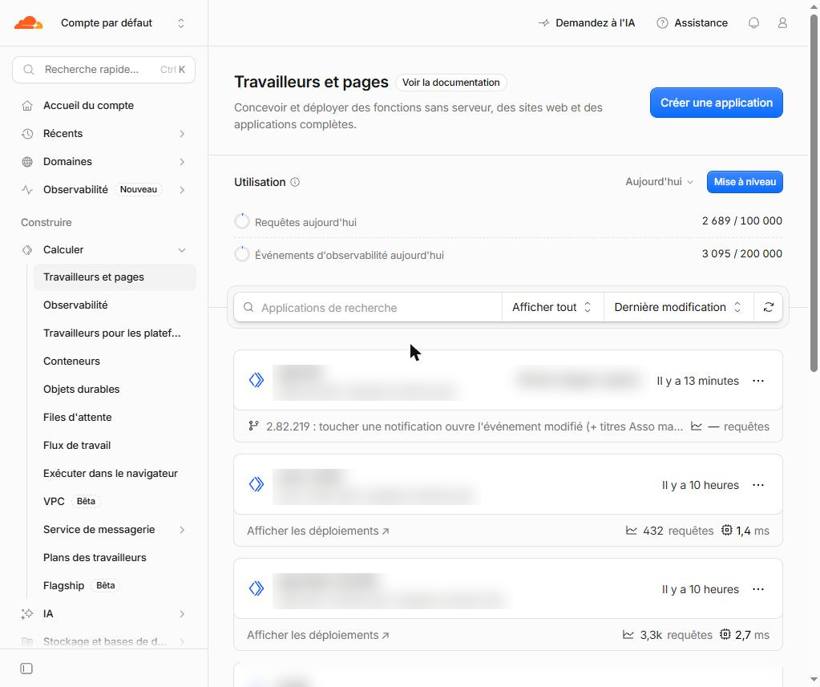 Compte par défaut
Demandez à l'IA
Assistance
Recherche rapide...
Ctrl K
Accueil du compte
Récents
Domaines
Observabilité Nouveau
Construire
Calculer
Travailleurs et pages
Observabilité
Travailleurs pour les platef...
Conteneurs
Objets durables
Files d'attente
Flux de travail
Exécuter dans le navigateur
VPC Bêta
Service de messagerie
Plans des travailleurs
Flagship Bêta
IA
Stockage et bases de d...
Travailleurs et pages
Voir la documentation
Concevoir et déployer des fonctions sans serveur, des sites web et des
applications complètes.
Créer une application
Utilisation
Aujourd'hui
Mise à niveau
Requêtes aujourd'hui
2 689 / 100 000
Événements d'observabilité aujourd'hui
3 095 / 200 000
Applications de recherche
Afficher tout
Dernière modification
Il y a 13 minutes
2.82.219 : toucher une notification ouvre l'événement modifié (+ titres Asso ma...
— requêtes
Il y a 10 heures
Afficher les déploiements
432 requêtes
1,4 ms
Il y a 10 heures
Afficher les déploiements
3,3k requêtes
2,7 ms